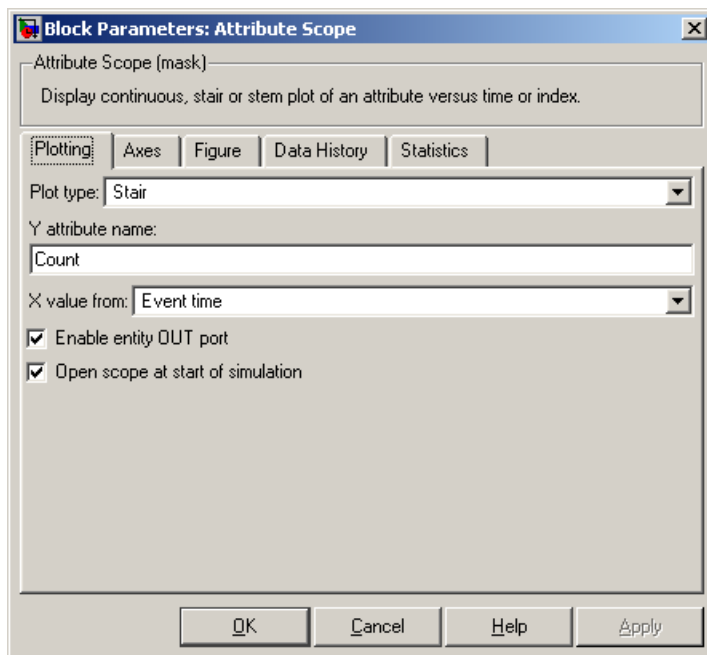 Block Parameters: Attribute Scope
Attribute Scope (mask)
Display continuous, stair or stem plot of an attribute versus time or index.
Plotting Axes Figure Data History Statistics
Plot type: Stair
Y attribute name:
Count
X value from: Event time
Enable entity OUT port
Open scope at start of simulation
OK Cancel Help Apply